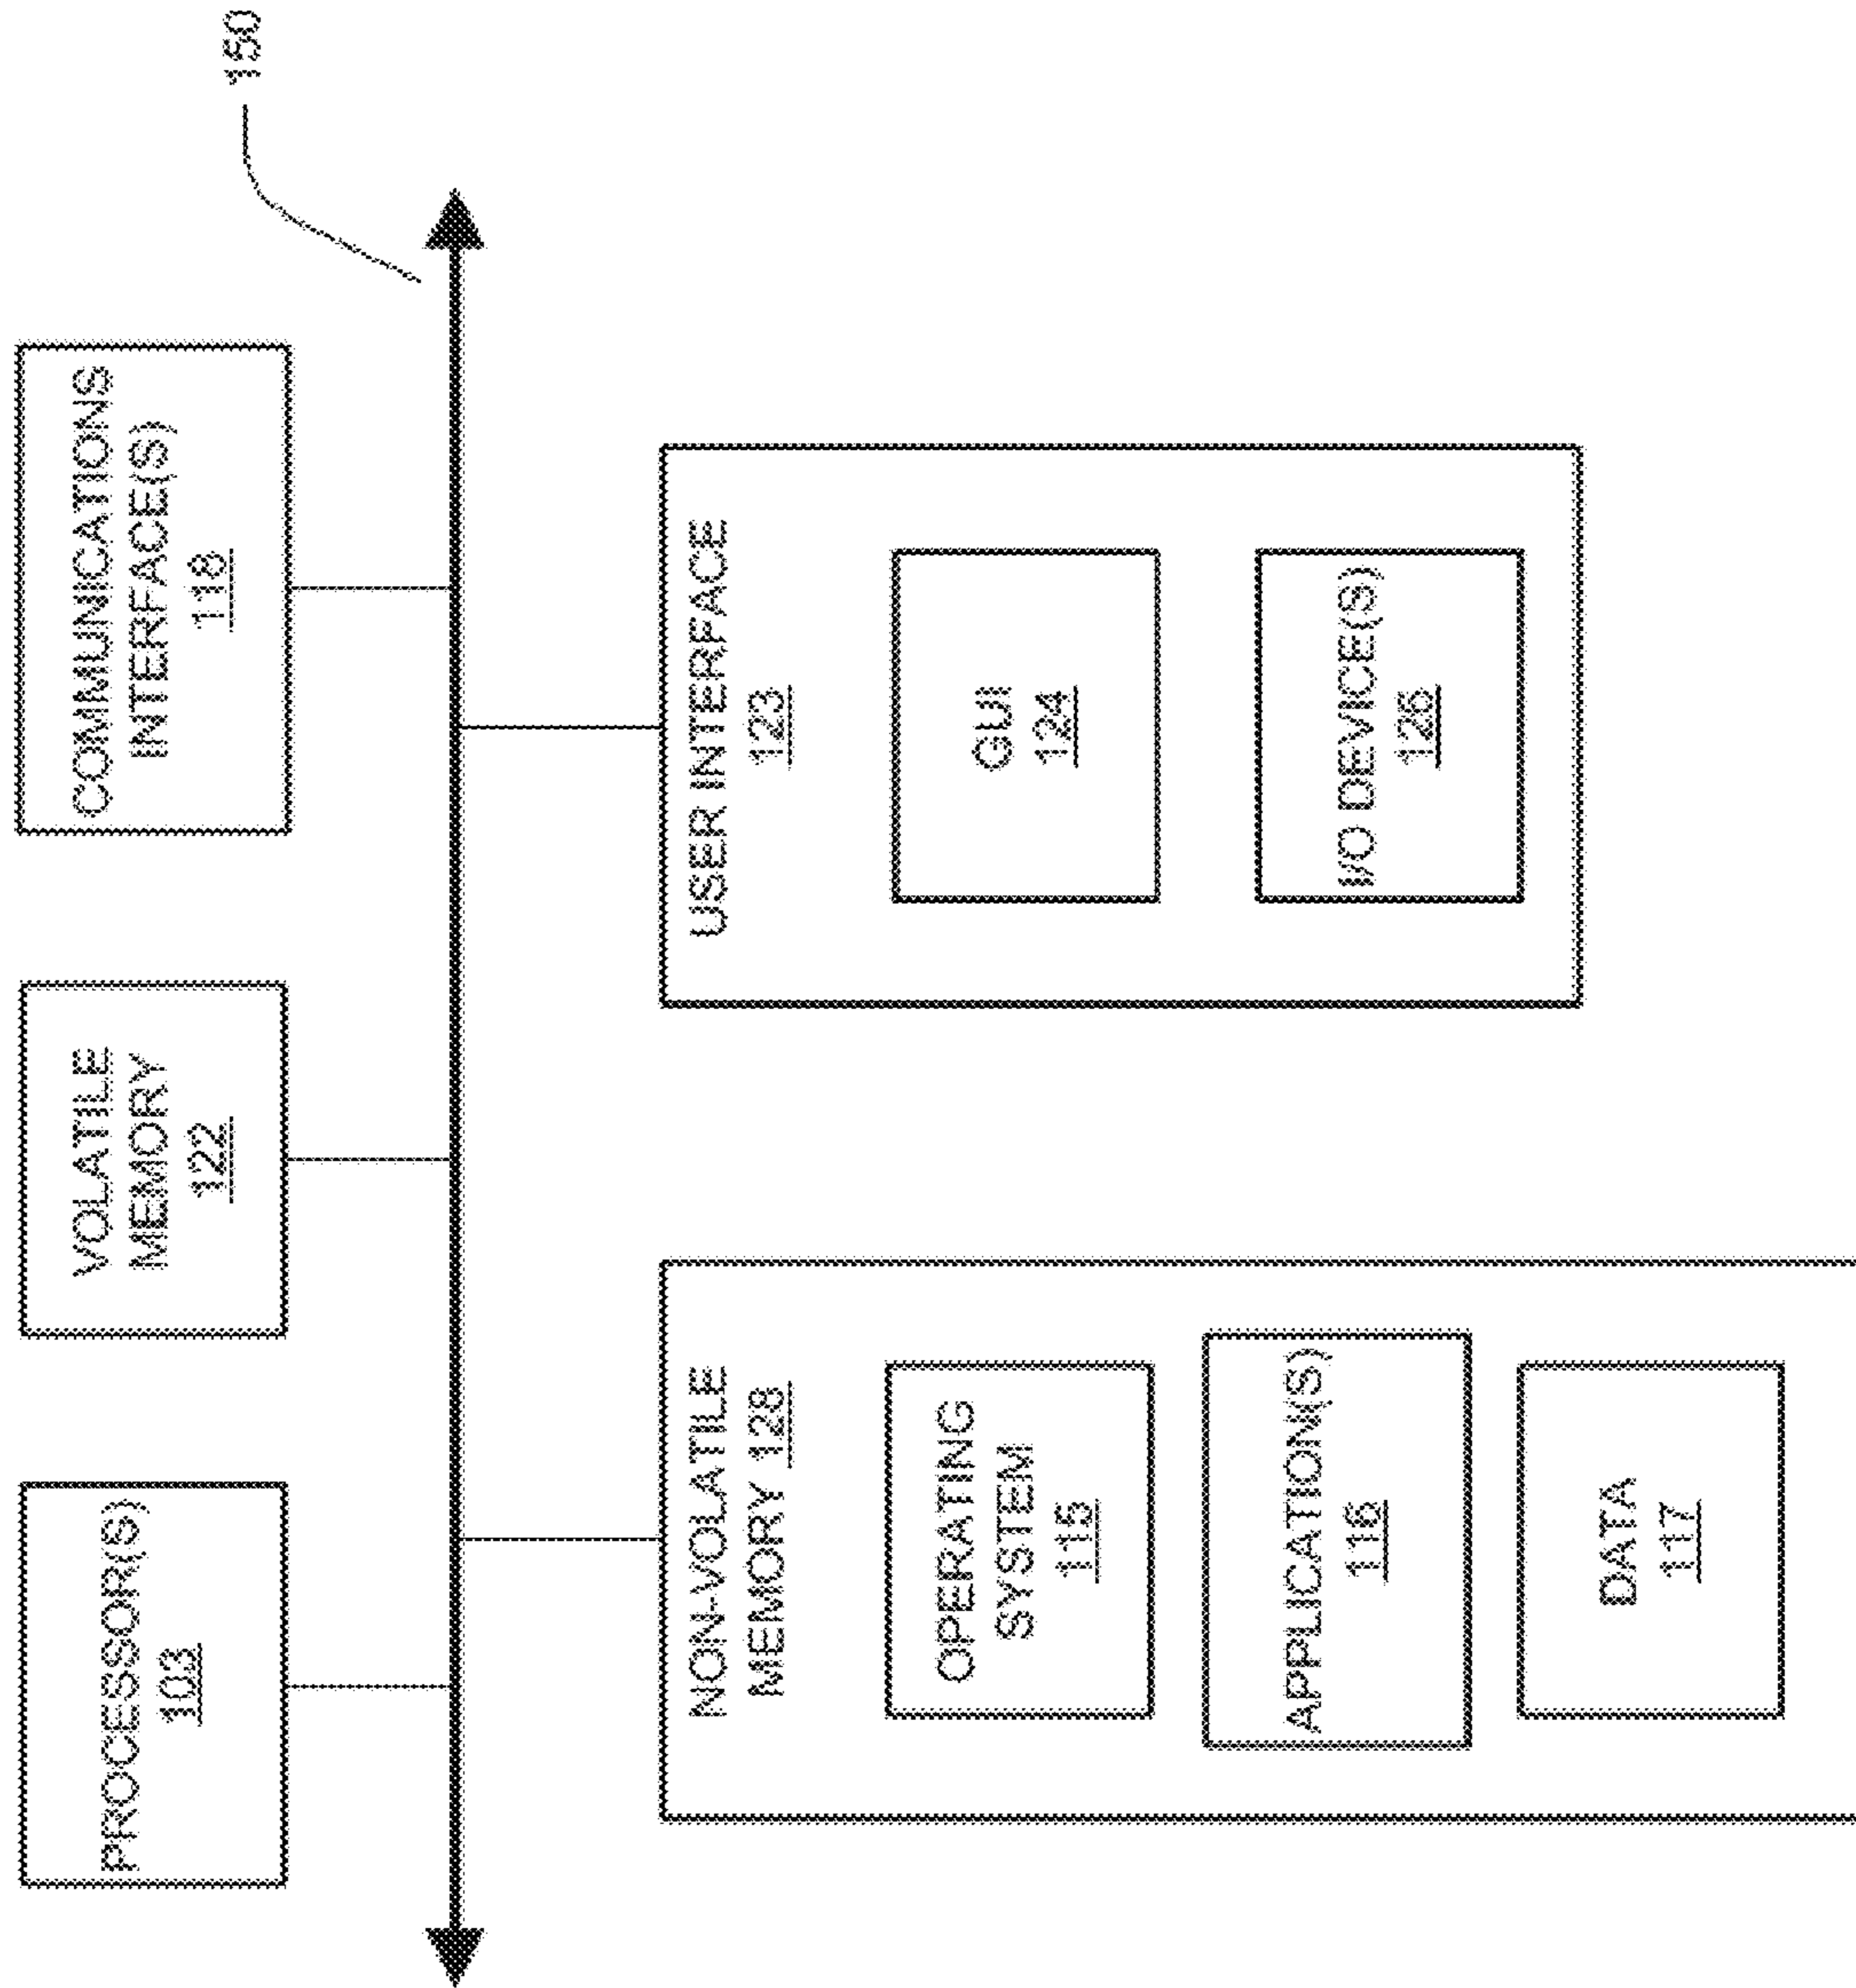 PROCESSOR(S)
103
VOLATILE
MEMORY
122
COMMUNICATIONS
INTERFACE(S)
118
150
NON-VOLATILE
MEMORY 128
OPERATING
SYSTEM
115
APPLICATION(S)
116
DATA
117
USER INTERFACE
123
GUI
124
I/O DEVICE(S)
126